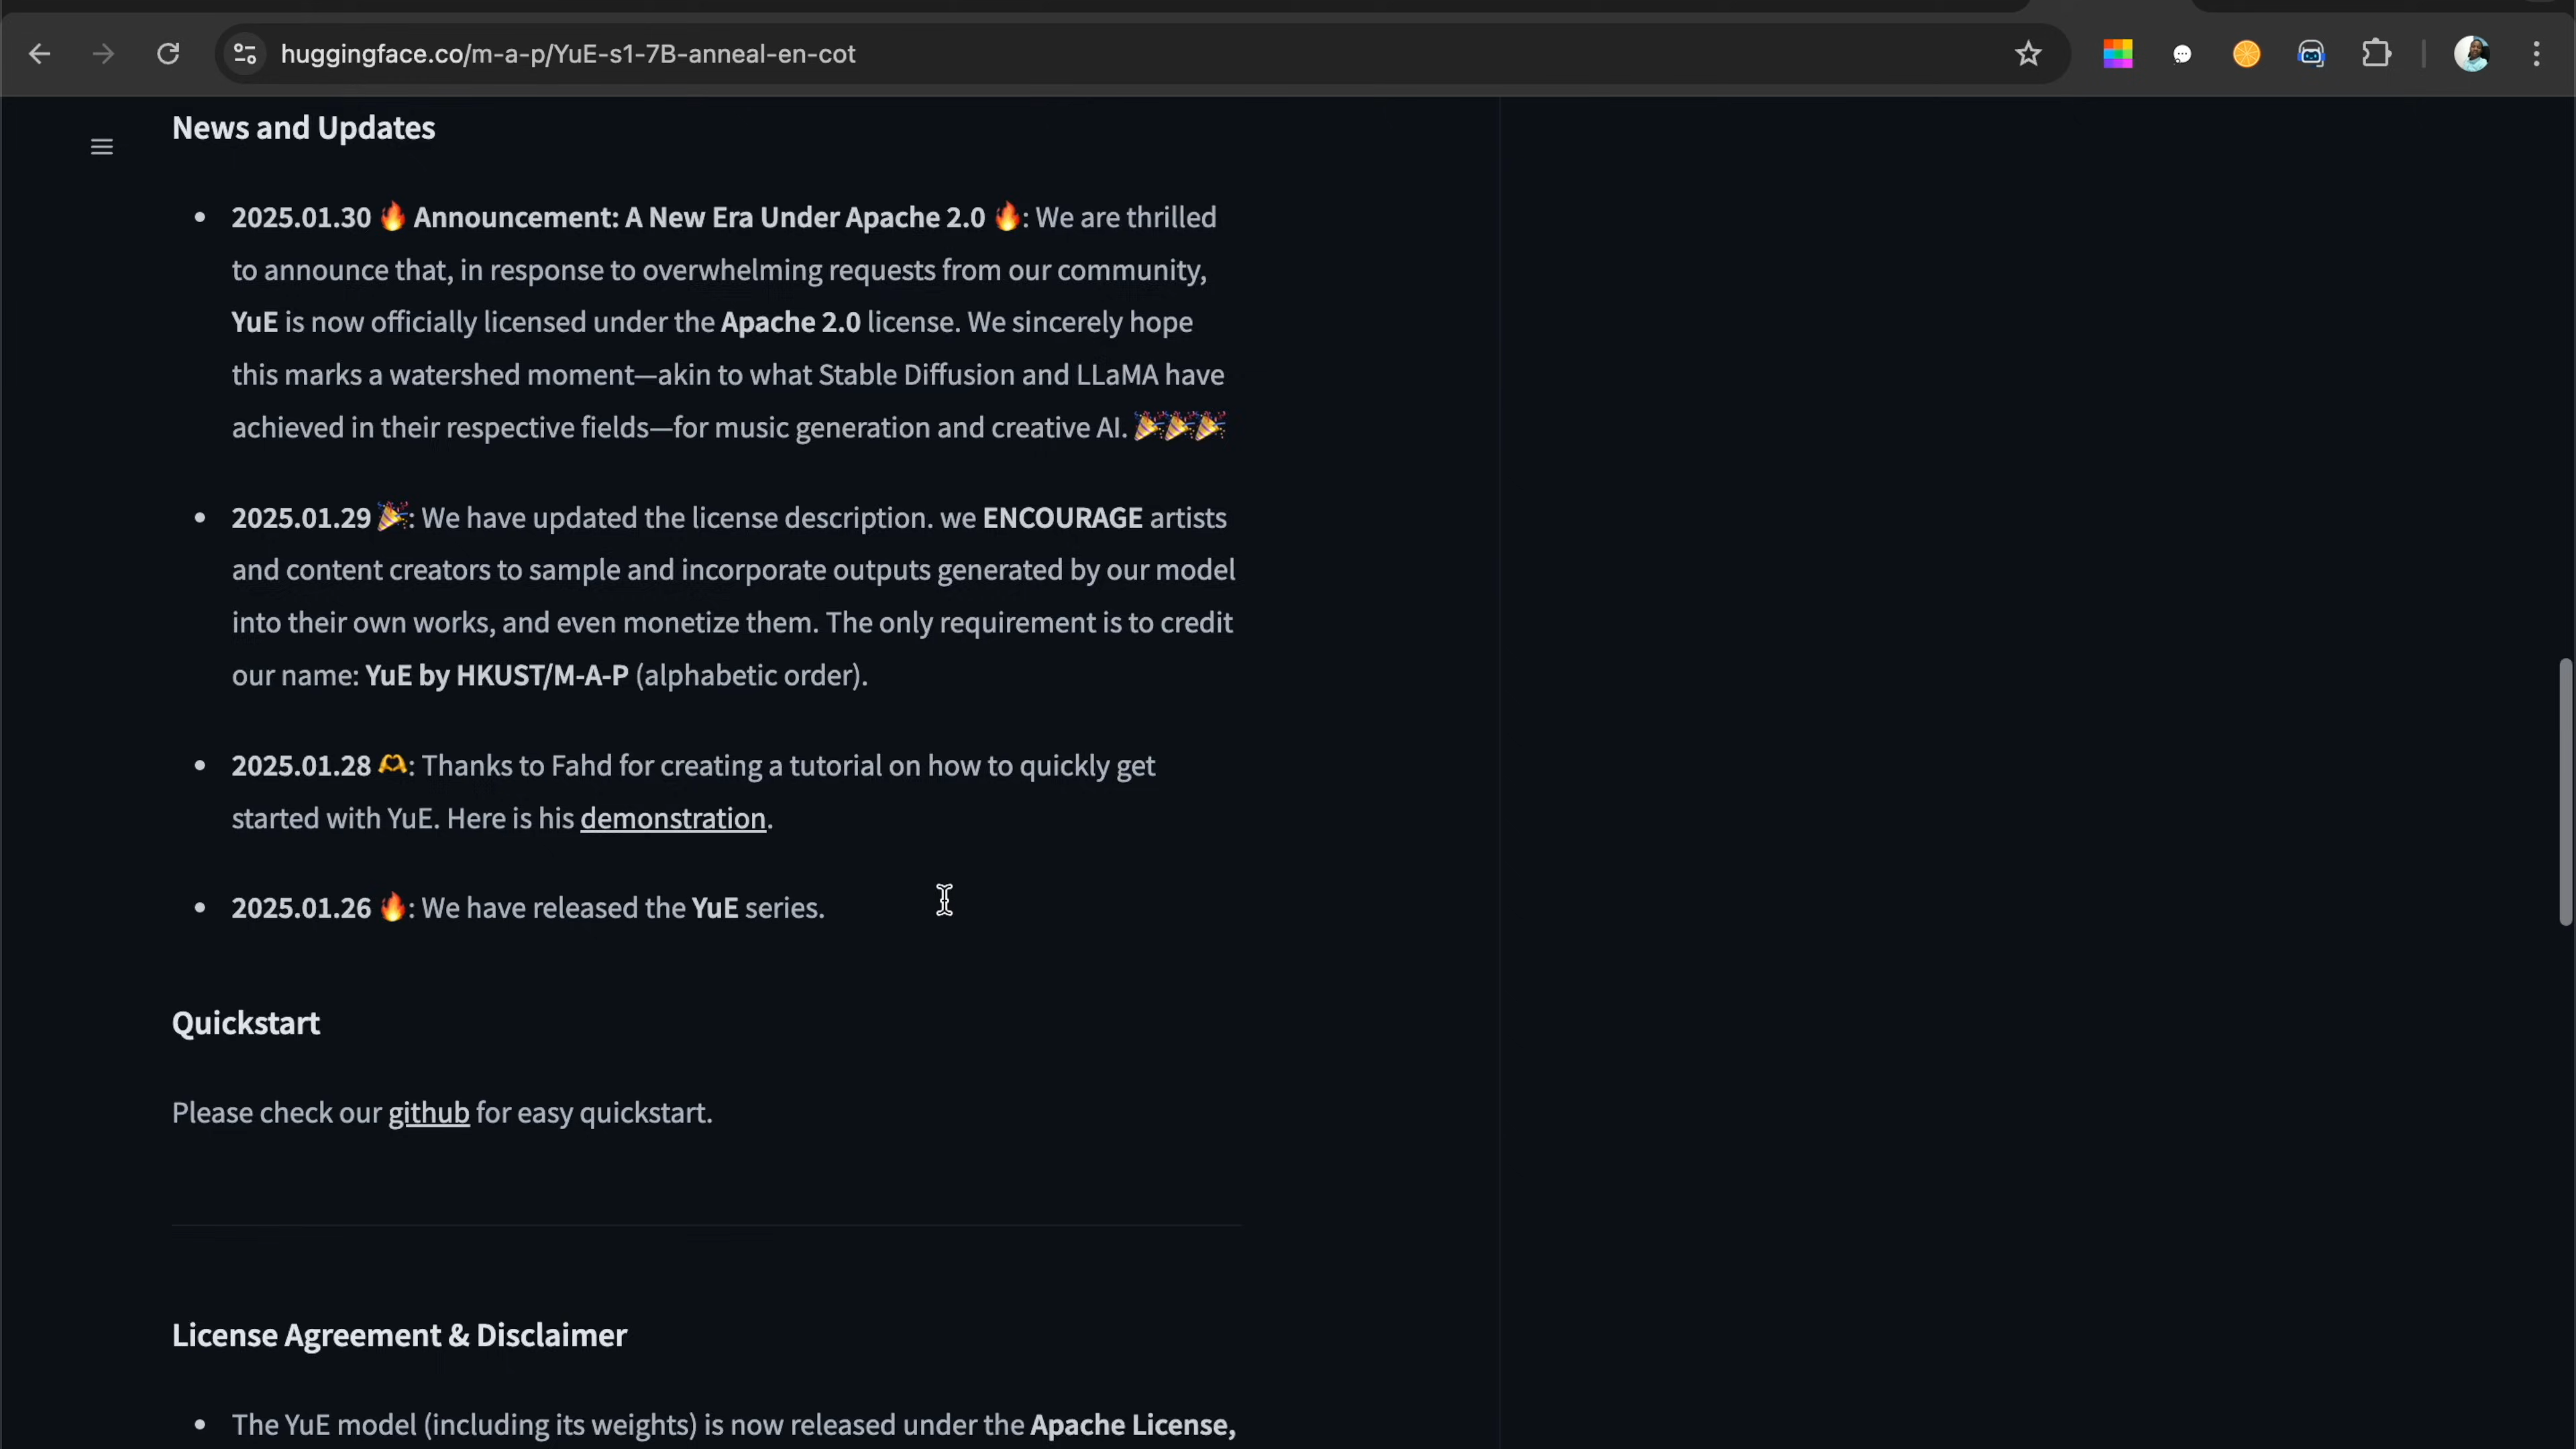 huggingface.co/m-a-p/YuE-s1-7B-anneal-en-cot
News and Updates
• 2025.01.30 🔥 Announcement: A New Era Under Apache 2.0 🔥: We are thrilled
to announce that, in response to overwhelming requests from our community,
YuE is now officially licensed under the Apache 2.0 license. We sincerely hope
this marks a watershed moment—akin to what Stable Diffusion and LLaMA have
achieved in their respective fields—for music generation and creative AI. 🎉🎉🎉
• 2025.01.29 🎉: We have updated the license description. we ENCOURAGE artists
and content creators to sample and incorporate outputs generated by our model
into their own works, and even monetize them. The only requirement is to credit
our name: YuE by HKUST/M-A-P (alphabetic order).
• 2025.01.28 🫶: Thanks to Fahd for creating a tutorial on how to quickly get
started with YuE. Here is his demonstration.
• 2025.01.26 🔥: We have released the YuE series.
Quickstart
Please check our github for easy quickstart.
License Agreement & Disclaimer
• The YuE model (including its weights) is now released under the Apache License,